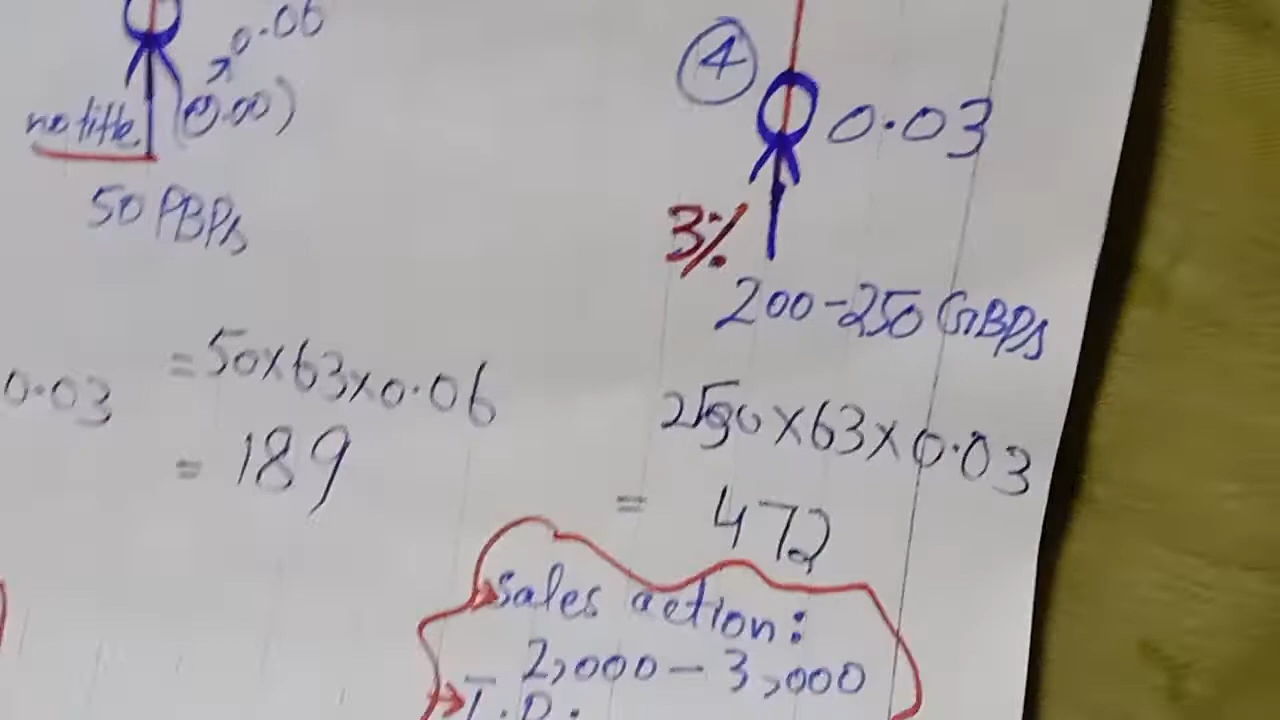 0.06
no title (0.00)
50 PBPs
④
0.03
3%
200-250 GBPs
0.03
=50x63x0.06
= 189
250x63x0.03
= 472
Sales action:
2,000-3,000